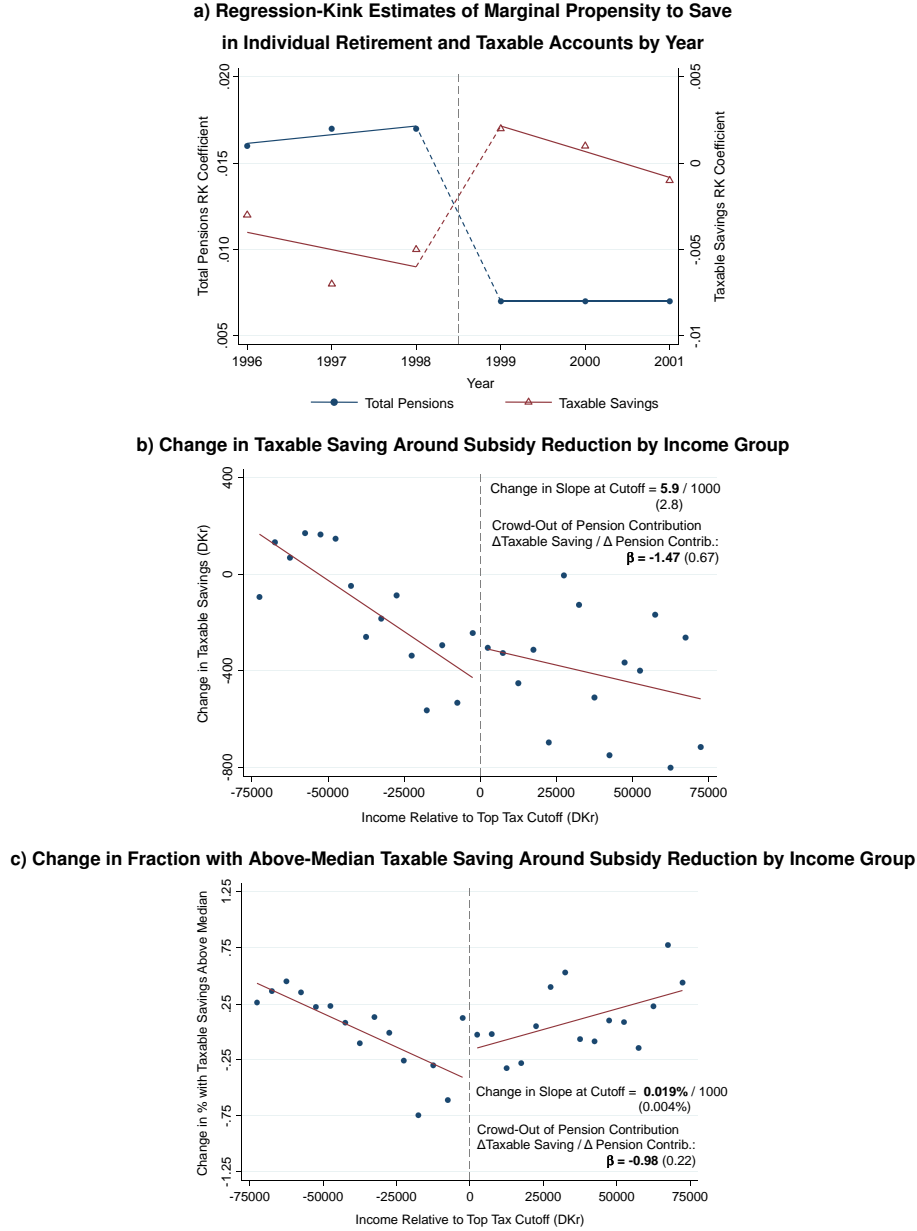 a) Regression-Kink Estimates of Marginal Propensity to Save
in Individual Retirement and Taxable Accounts by Year
Total Pensions RK Coefficient
.020
.015
.010
.005
Taxable Savings RK Coefficient
.005
0
-.005
-.01
1996 1997 1998 1999 2000 2001
Year
Total Pensions Taxable Savings
b) Change in Taxable Saving Around Subsidy Reduction by Income Group
Change in Taxable Savings (DKr)
400
0
-400
-800
Change in Slope at Cutoff = 5.9 / 1000
(2.8)
Crowd-Out of Pension Contribution
ΔTaxable Saving / Δ Pension Contrib.:
β = -1.47 (0.67)
-75000 -50000 -25000 0 25000 50000 75000
Income Relative to Top Tax Cutoff (DKr)
c) Change in Fraction with Above-Median Taxable Saving Around Subsidy Reduction by Income Group
Change in % with Taxable Savings Above Median
1.25
.75
.25
-.25
-.75
-1.25
Change in Slope at Cutoff = 0.019% / 1000
(0.004%)
Crowd-Out of Pension Contribution
ΔTaxable Saving / Δ Pension Contrib.:
β = -0.98 (0.22)
-75000 -50000 -25000 0 25000 50000 75000
Income Relative to Top Tax Cutoff (DKr)